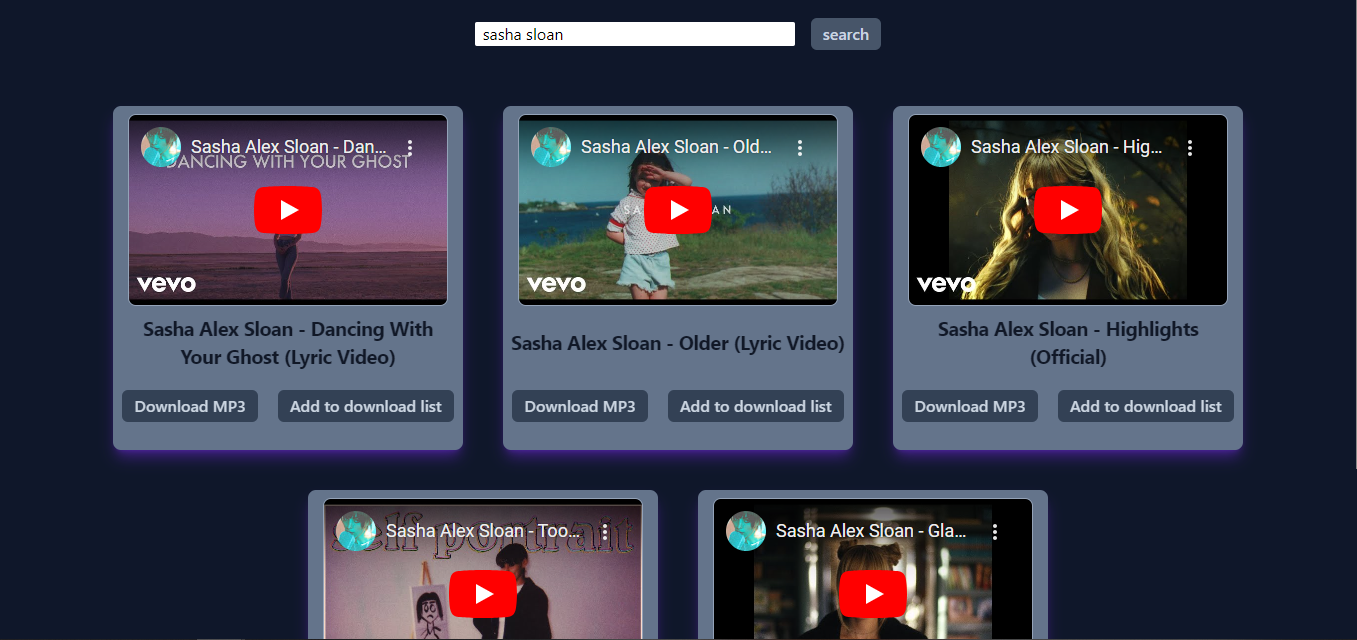 sasha sloan
search
Sasha Alex Sloan - Dan...
DANCING WITH YOUR GHOST
vevo
Sasha Alex Sloan - Dancing With
Your Ghost (Lyric Video)
Download MP3
Add to download list
Sasha Alex Sloan - Old...
vevo
Sasha Alex Sloan - Older (Lyric Video)
Download MP3
Add to download list
Sasha Alex Sloan - Hig...
vevo
Sasha Alex Sloan - Highlights
(Official)
Download MP3
Add to download list
Sasha Alex Sloan - Too...
self portrait
Sasha Alex Sloan - Gla...